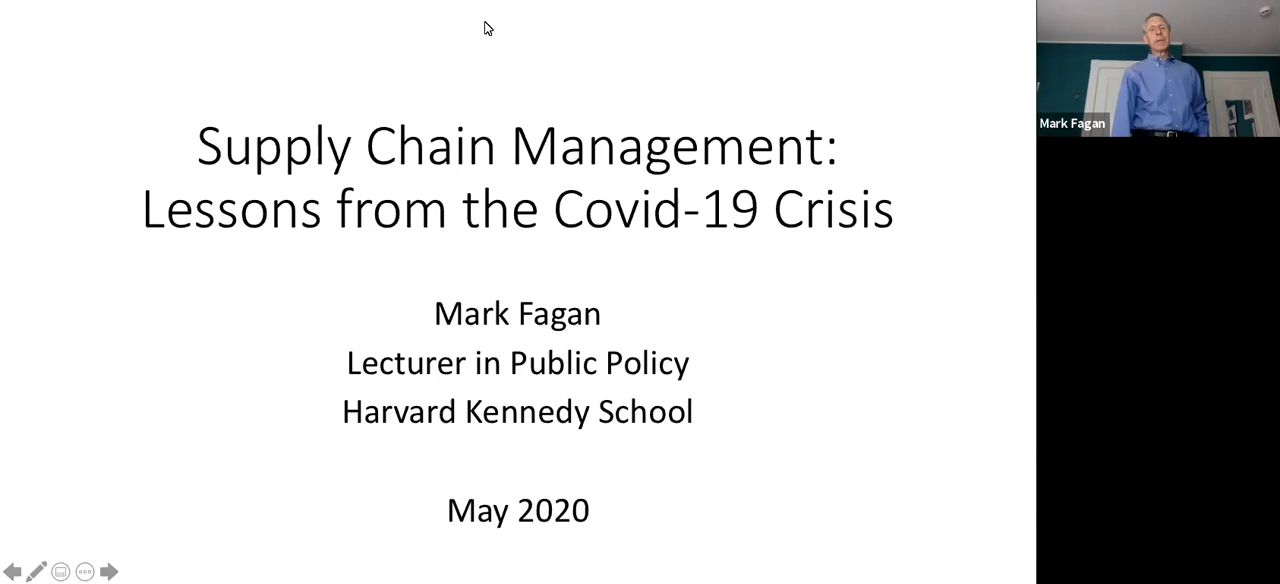 Supply Chain Management:
Lessons from the Covid-19 Crisis
Mark Fagan
Lecturer in Public Policy
Harvard Kennedy School
May 2020
Mark Fagan